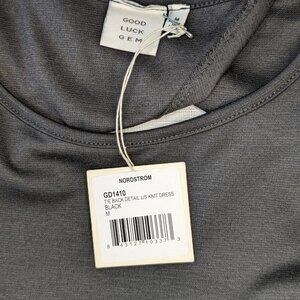 GOOD
LUCK
GEM
M
NORDSTROM
GD1410
TIE BACK DETAIL L/S KNIT DRESS
BLACK
M